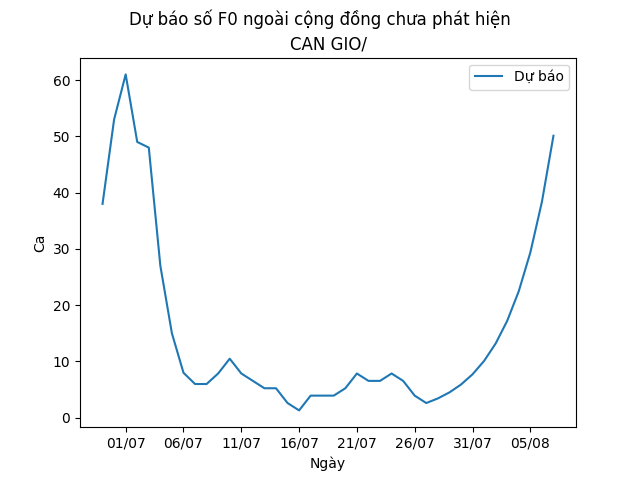 Dự báo số F0 ngoài cộng đồng chưa phát hiện
CAN GIO/
Dự báo
Ca
60
50
40
30
20
10
0
01/07 06/07 11/07 16/07 21/07 26/07 31/07 05/08
Ngày